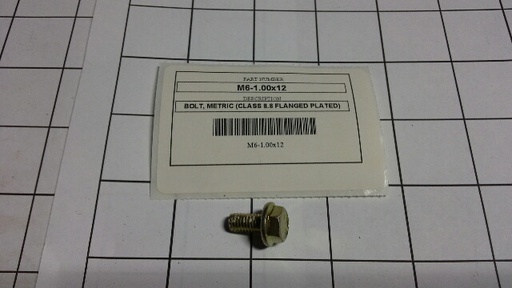 PART NUMBER
M6-1.00x12
DESCRIPTION
BOLT, METRIC (CLASS 8.8 FLANGED PLATED)
M6-1.00x12